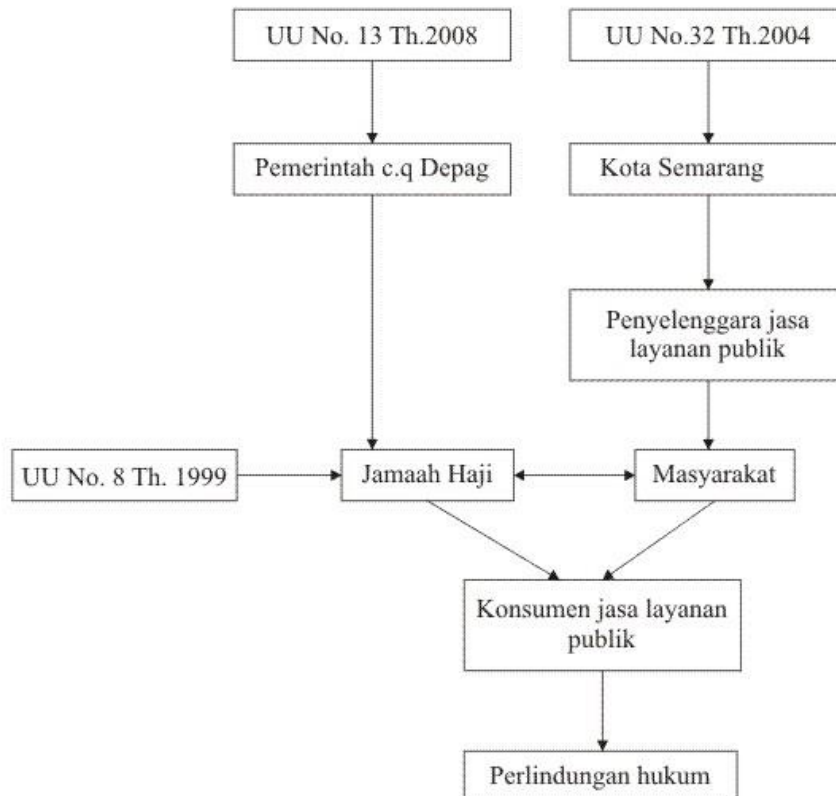 UU No. 13 Th.2008
UU No.32 Th.2004
Pemerintah c.q Depag
Kota Semarang
Penyelenggara jasa
layanan publik
UU No. 8 Th. 1999
Jamaah Haji
Masyarakat
Konsumen jasa layanan
publik
Perlindungan hukum